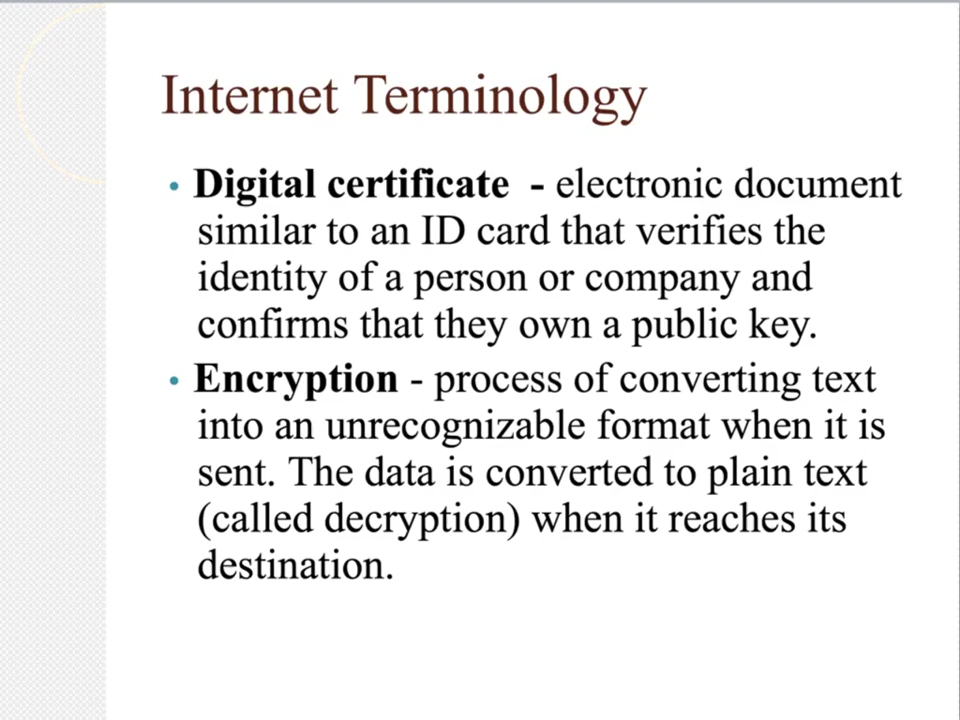 Internet Terminology
• Digital certificate - electronic document
similar to an ID card that verifies the
identity of a person or company and
confirms that they own a public key.
• Encryption - process of converting text
into an unrecognizable format when it is
sent. The data is converted to plain text
(called decryption) when it reaches its
destination.